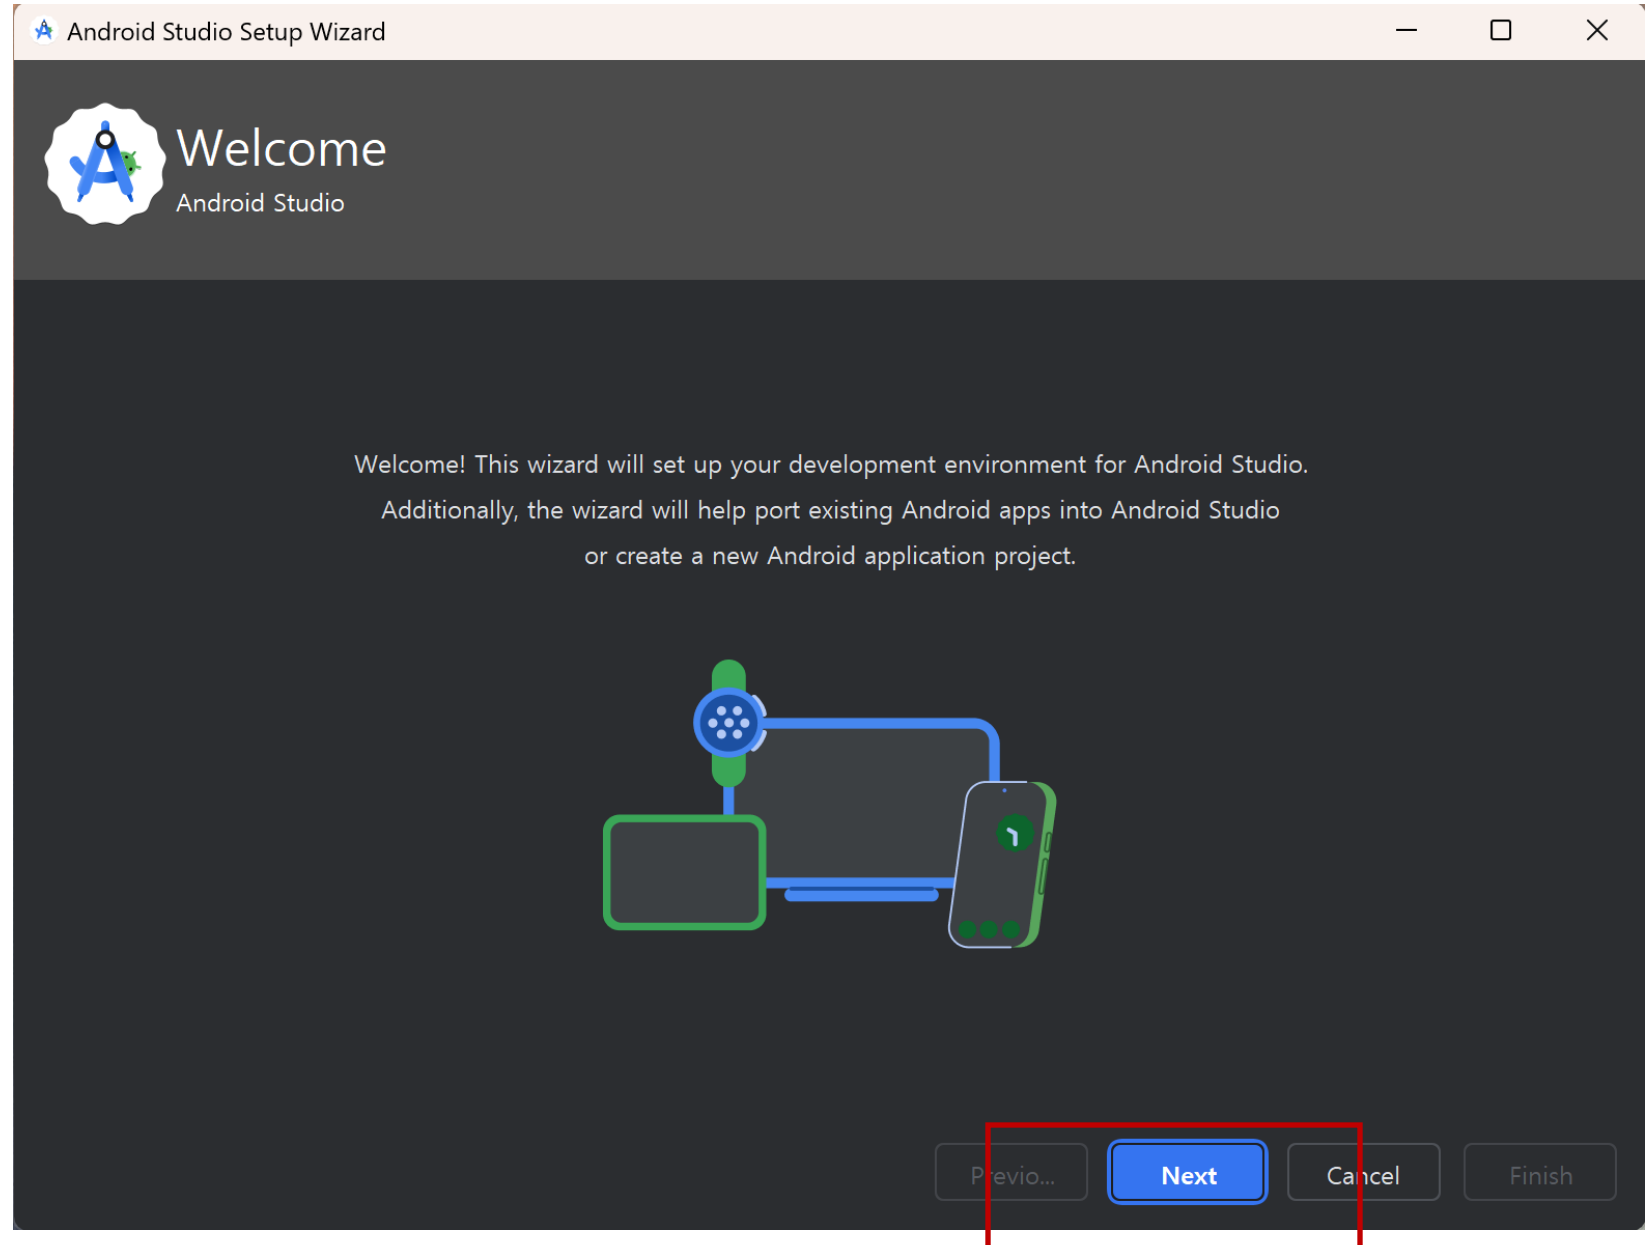 Android Studio Setup Wizard
Welcome
Android Studio
Welcome! This wizard will set up your development environment for Android Studio.
Additionally, the wizard will help port existing Android apps into Android Studio
or create a new Android application project.
Previo...
Next
Cancel
Finish